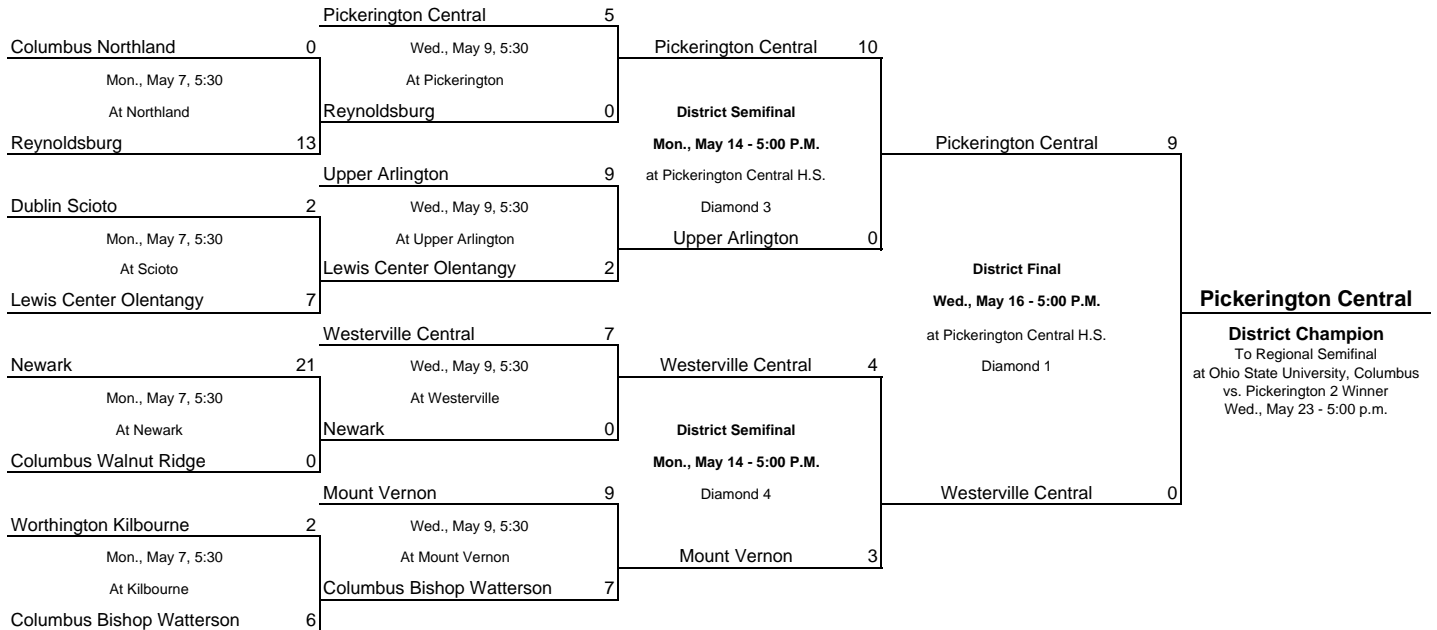 Pickerington Central 5
Columbus Northland 0
Wed., May 9, 5:30
Pickerington Central 10
Mon., May 7, 5:30
At Pickerington
At Northland
Reynoldsburg 0
District Semifinal
Reynoldsburg 13
Mon., May 14 - 5:00 P.M.
Pickerington Central 9
Upper Arlington 9
at Pickerington Central H.S.
Dublin Scioto 2
Wed., May 9, 5:30
Diamond 3
Mon., May 7, 5:30
At Upper Arlington
Upper Arlington 0
At Scioto
Lewis Center Olentangy 2
District Final
Lewis Center Olentangy 7
Wed., May 16 - 5:00 P.M.
Pickerington Central
Westerville Central 7
at Pickerington Central H.S.
District Champion
To Regional Semifinal
Newark 21
Wed., May 9, 5:30
Westerville Central 4
Diamond 1
at Ohio State University, Columbus
vs. Pickerington 2 Winner
Wed., May 23 - 5:00 p.m.
Mon., May 7, 5:30
At Westerville
At Newark
Newark 0
District Semifinal
Columbus Walnut Ridge 0
Mon., May 14 - 5:00 P.M.
Mount Vernon 9
Diamond 4
Westerville Central 0
Worthington Kilbourne 2
Wed., May 9, 5:30
Mon., May 7, 5:30
At Mount Vernon
Mount Vernon 3
At Kilbourne
Columbus Bishop Watterson 7
Columbus Bishop Watterson 6